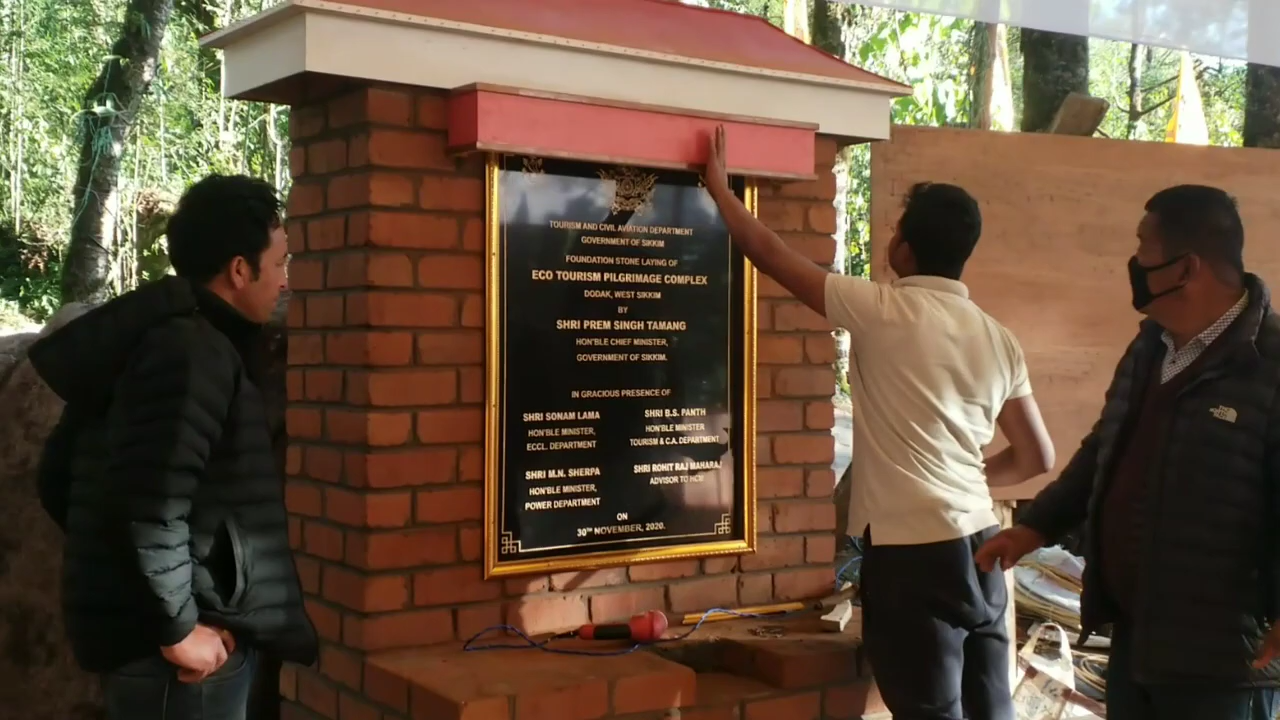 TOURISM AND CIVIL AVIATION DEPARTMENT
GOVERNMENT OF SIKKIM
FOUNDATION STONE LAYING OF
ECO TOURISM PILGRIMAGE COMPLEX
DODAK, WEST SIKKIM
BY
SHRI PREM SINGH TAMANG
HON'BLE CHIEF MINISTER,
GOVERNMENT OF SIKKIM.
IN GRACIOUS PRESENCE OF
SHRI SONAM LAMA
HON'BLE MINISTER,
ECCL. DEPARTMENT
SHRI B.S. PANTH
HON'BLE MINISTER
TOURISM & C.A. DEPARTMENT
SHRI M.N. SHERPA
HON'BLE MINISTER,
POWER DEPARTMENT
SHRI ROHIT RAJ MAHARAJ
ADVISOR TO HCM
ON
30TH NOVEMBER, 2020.
THE NORTH FACE